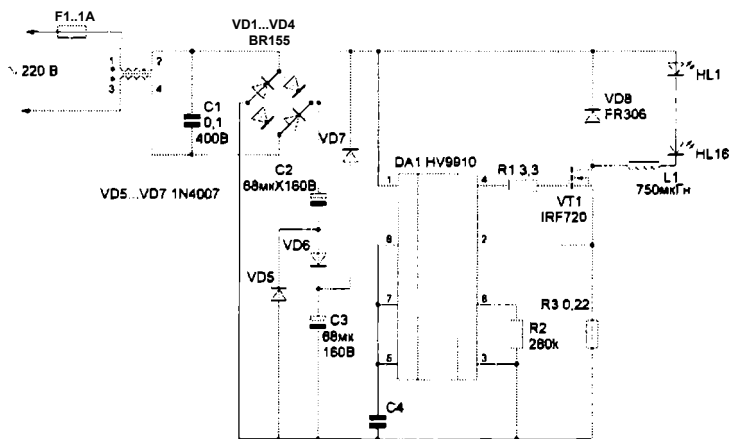 F1..1A
VD1...VD4
BR155
1
2
~ 220 В
3
4
C1
0,1
400В
VD7
VD8
FR306
HL1
HL16
DA1 HV9910
C2
68мкХ160В
VD5...VD7 1N4007
1
4
R1 3,3
VT1
IRF720
L1
750мкГн
VD6
VD5
6
2
7
6
R3 0,22
R2
280k
C3
68мк
160В
5
3
C4